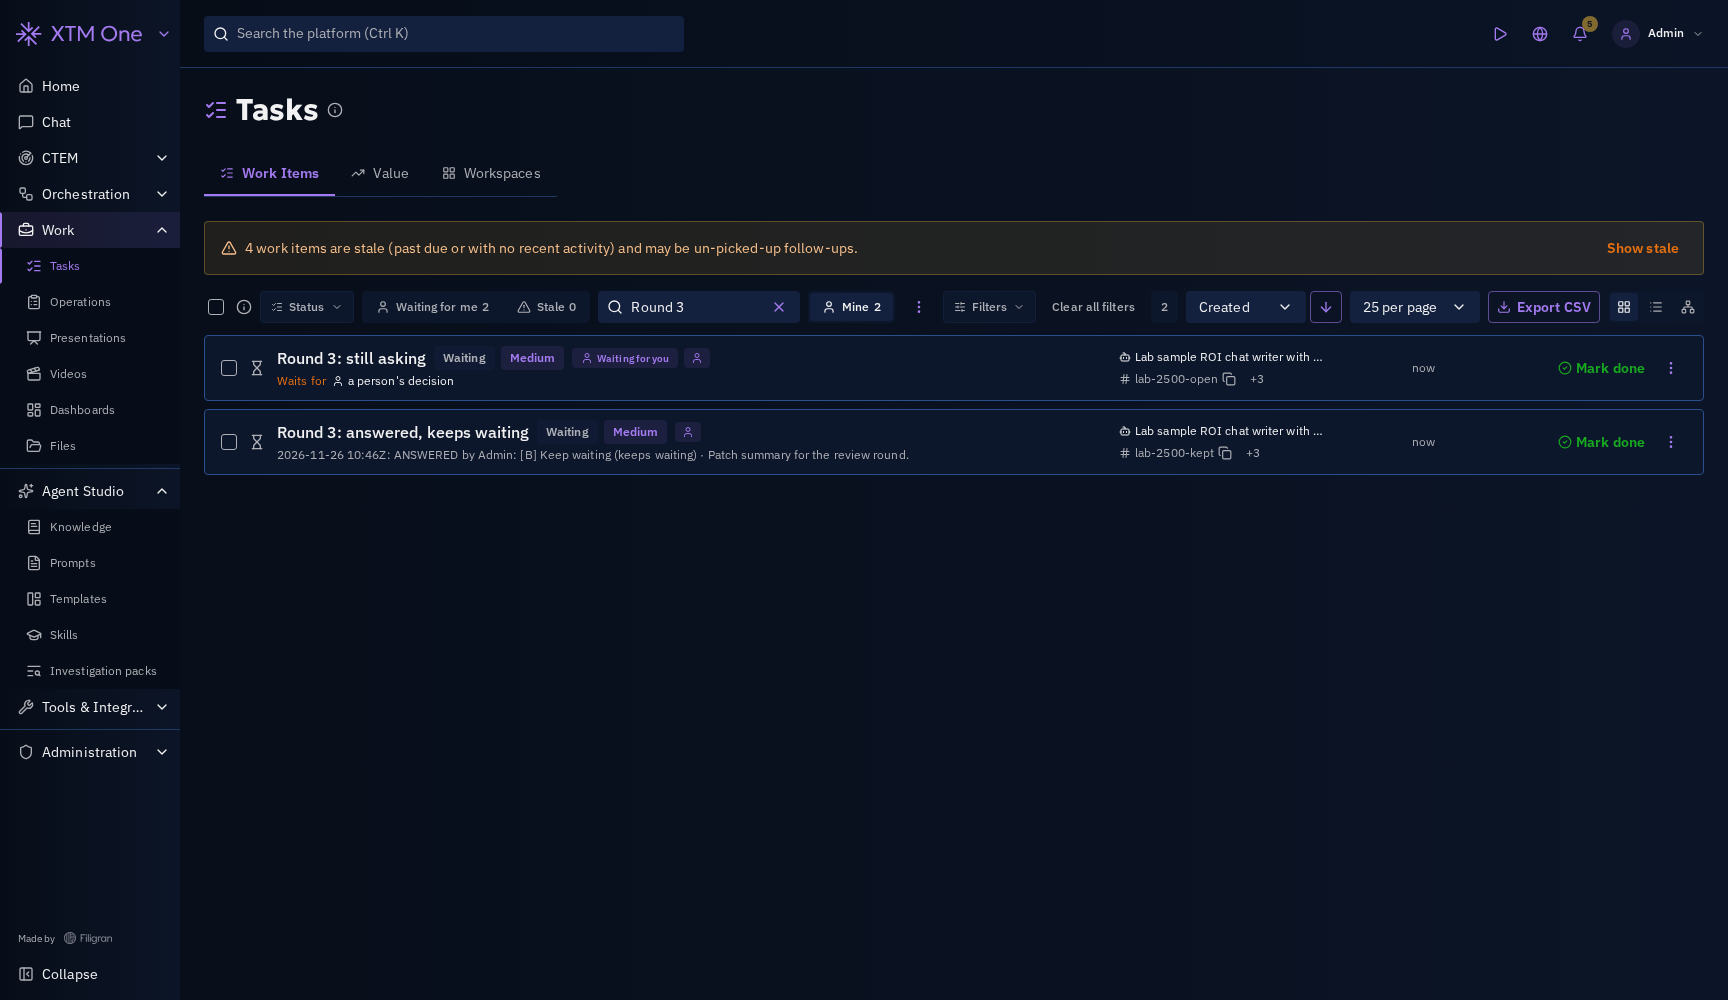 XTM One
Search the platform (Ctrl K)
5
Admin
Home
Chat
CTEM
Orchestration
Work
Tasks
Operations
Presentations
Videos
Dashboards
Files
Agent Studio
Knowledge
Prompts
Templates
Skills
Investigation packs
Tools & Integr...
Administration
Made by Filigran
Collapse
Tasks
Work Items
Value
Workspaces
4 work items are stale (past due or with no recent activity) and may be un-picked-up follow-ups.
Show stale
Status
Waiting for me 2
Stale 0
Round 3
Mine 2
Filters
Clear all filters
2
Created
25 per page
Export CSV
Round 3: still asking Waiting Medium Waiting for you
Waits for a person's decision
Lab sample ROI chat writer with ...
lab-2500-open +3
now
Mark done
Round 3: answered, keeps waiting Waiting Medium
2026-11-26 10:46Z: ANSWERED by Admin: [B] Keep waiting (keeps waiting) · Patch summary for the review round.
Lab sample ROI chat writer with ...
lab-2500-kept +3
now
Mark done